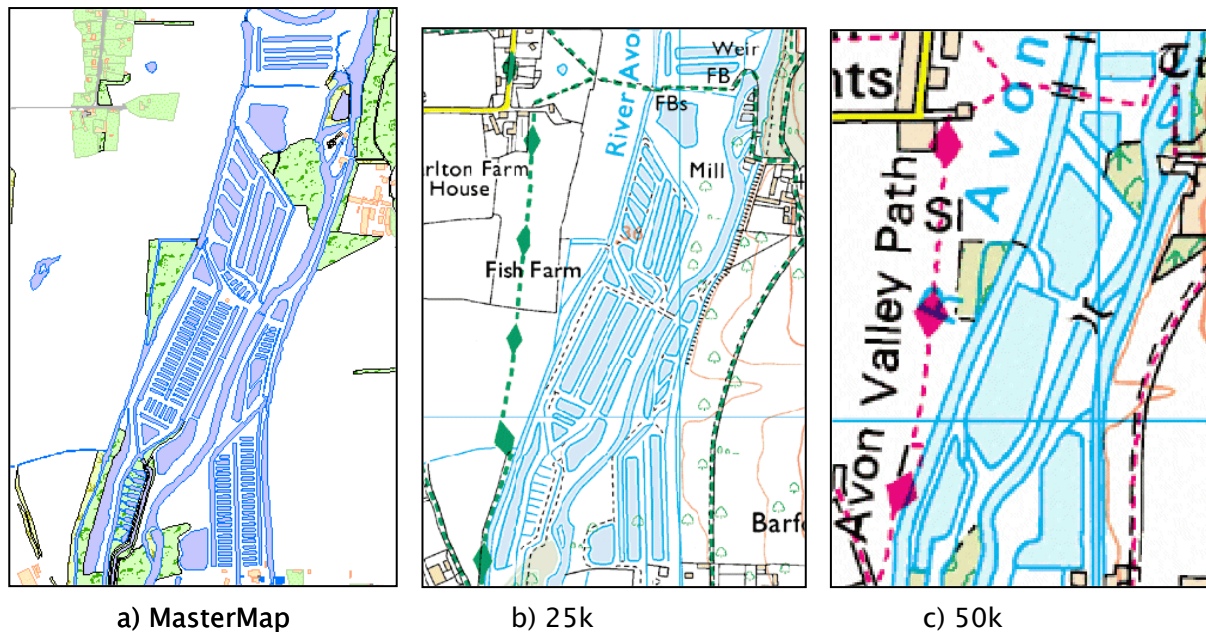 Weir
FB
FBs
River Avon
rlton Farm
House
Mill
Fish Farm
Barf
nts
Avon
Sl
Avon Valley Path
a) MasterMap
b) 25k
c) 50k